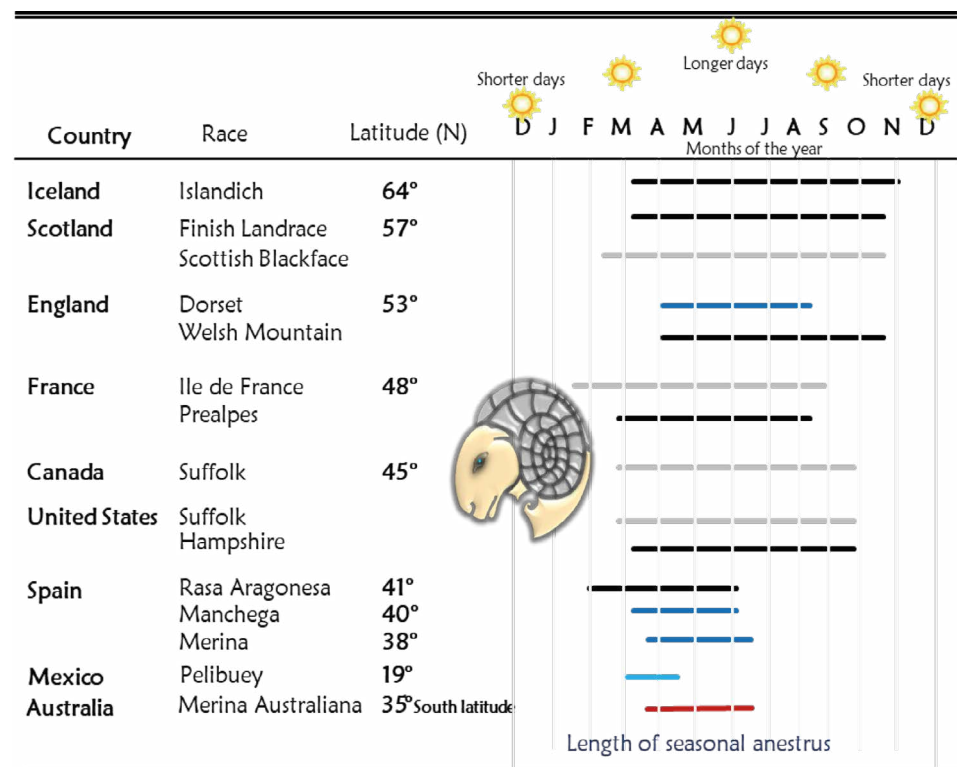 Longer days
Shorter days
Shorter days
Country Race Latitude (N) D J F M A M J J A S O N D
Months of the year
Iceland Islandich 64°
Scotland Finish Landrace 57°
Scottish Blackface
England Dorset 53°
Welsh Mountain
France Ile de France 48°
Prealpes
Canada Suffolk 45°
United States Suffolk
Hampshire
Spain Rasa Aragonesa 41°
Manchega 40°
Merina 38°
Mexico Pelibuey 19°
Australia Merina Australiana 35° South latitude
Length of seasonal anestrus